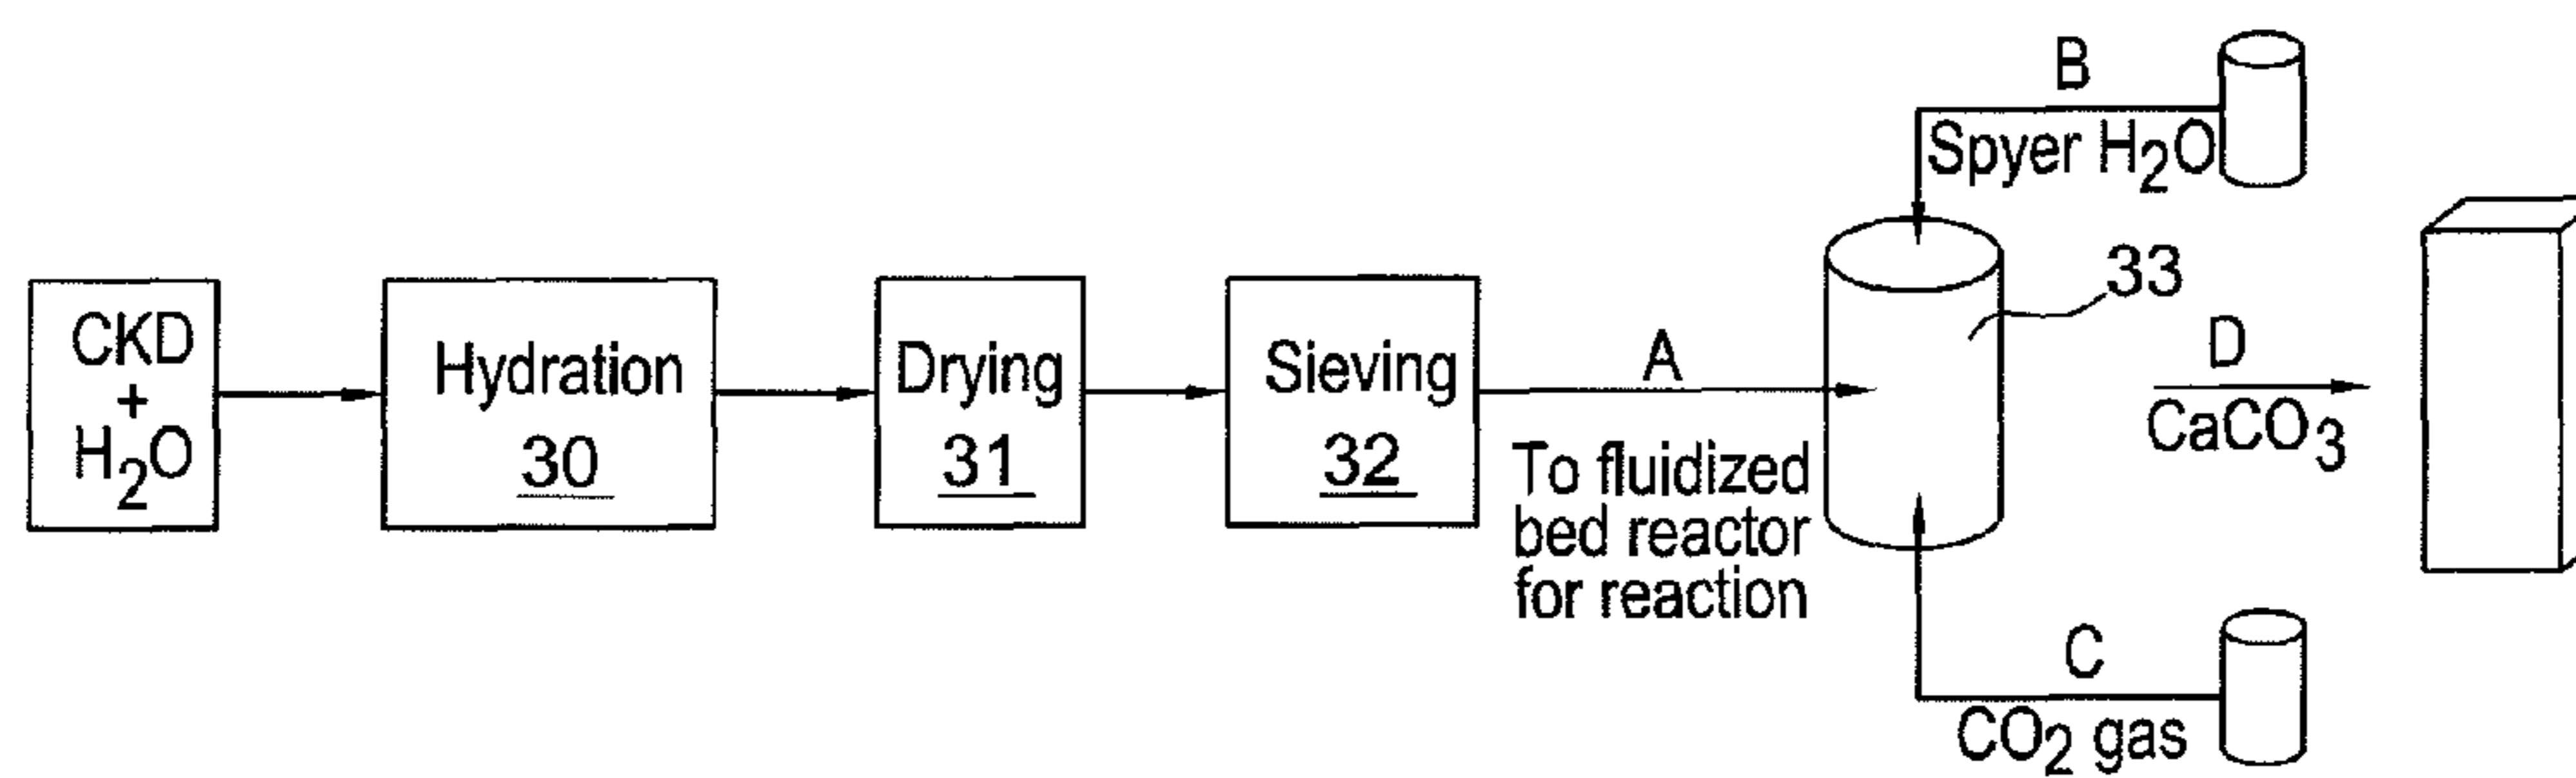 CKD
+
H₂O
Hydration
30
Drying
31
Sieving
32
A
To fluidized
bed reactor
for reaction
B
Spyer H₂O
33
D
CaCO₃
C
CO₂ gas